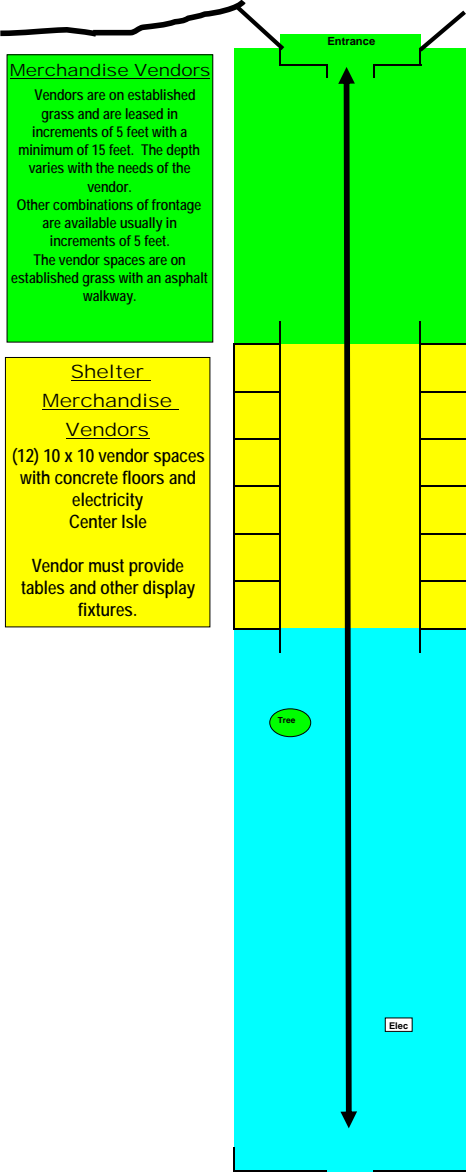 Entrance
Merchandise Vendors
Vendors are on established
grass and are leased in
increments of 5 feet with a
minimum of 15 feet. The depth
varies with the needs of the
vendor.
Other combinations of frontage
are available usually in
increments of 5 feet.
The vendor spaces are on
established grass with an asphalt
walkway.
Shelter
Merchandise
Vendors
(12) 10 x 10 vendor spaces
with concrete floors and
electricity
Center Isle
Vendor must provide
tables and other display
fixtures.
Tree
Elec